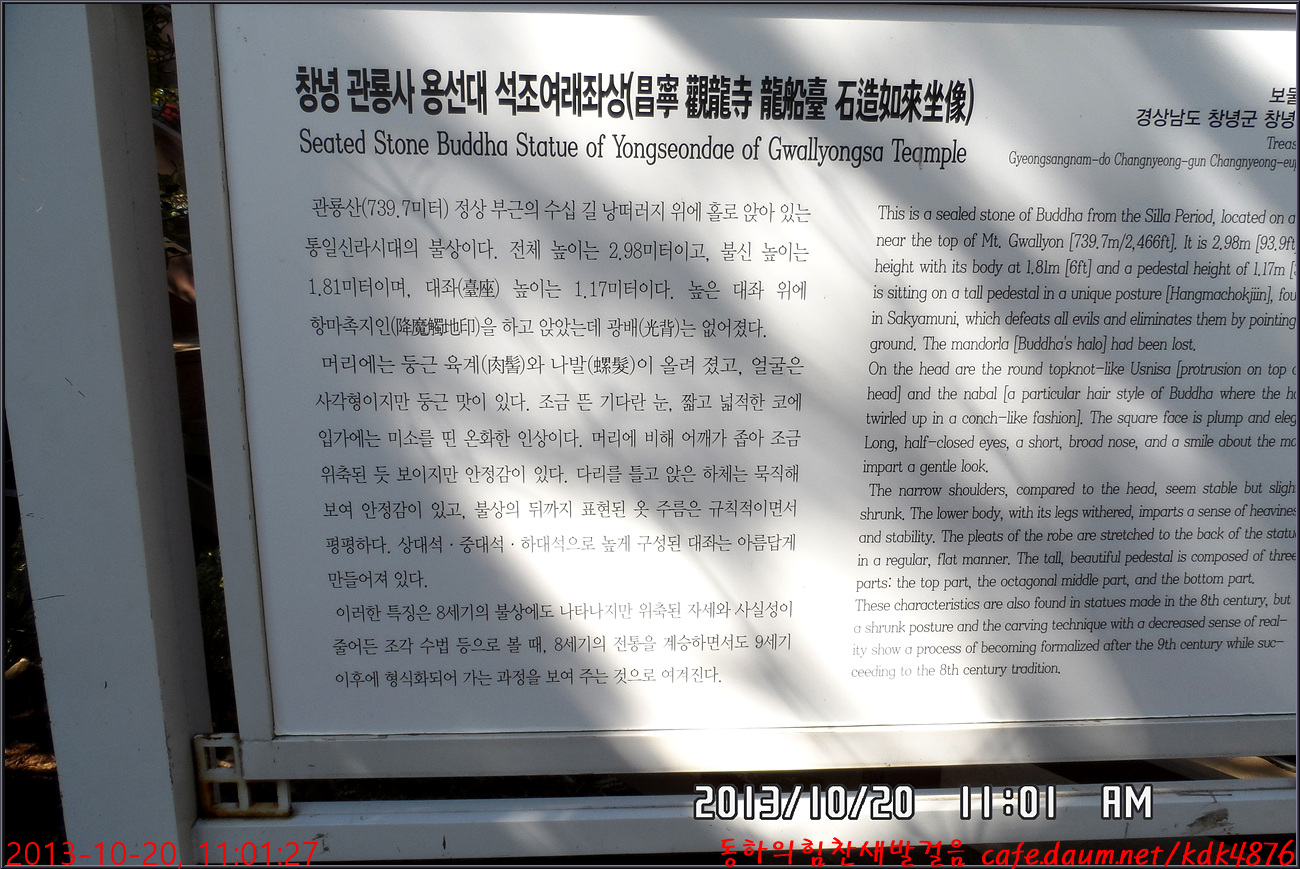 창녕 관룡사 용선대 석조여래좌상(昌寧 觀龍寺 龍船臺 石造如來坐像)
Seated Stone Buddha Statue of Yongseondae of Gwallyongsa Teqmple
보물
경상남도 창녕군 창녕
Treas
Gyeongsangnam-do Changnyeong-gun Changnyeong-eup
관룡산(739.7미터) 정상 부근의 수십 길 낭떠러지 위에 홀로 앉아 있는
통일신라시대의 불상이다. 전체 높이는 2.98미터이고, 불신 높이는
1.81미터이며, 대좌(臺座) 높이는 1.17미터이다. 높은 대좌 위에
항마촉지인(降魔觸地印)을 하고 앉았는데 광배(光背)는 없어졌다.
머리에는 둥근 육계(肉髻)와 나발(螺髮)이 올려 졌고, 얼굴은
사각형이지만 둥근 맛이 있다. 조금 뜬 기다란 눈, 짧고 넓적한 코에
입가에는 미소를 띤 온화한 인상이다. 머리에 비해 어깨가 좁아 조금
위축된 듯 보이지만 안정감이 있다. 다리를 틀고 앉은 하체는 묵직해
보여 안정감이 있고, 불상의 뒤까지 표현된 옷 주름은 규칙적이면서
평평하다. 상대석 · 중대석 · 하대석으로 높게 구성된 대좌는 아름답게
만들어져 있다.
이러한 특징은 8세기의 불상에도 나타나지만 위축된 자세와 사실성이
줄어든 조각 수법 등으로 볼 때, 8세기의 전통을 계승하면서도 9세기
이후에 형식화되어 가는 과정을 보여 주는 것으로 여겨진다.
This is a sealed stone of Buddha from the Silla Period, located on a
near the top of Mt. Gwallyon [739.7m/2,466ft]. It is 2.98m [93.9ft
height with its body at 1.81m [6ft] and a pedestal height of 1.17m [
is sitting on a tall pedestal in a unique posture [Hangmachokjiin], fou
in Sakyamuni, which defeats all evils and eliminates them by pointing
ground. The mandorla [Buddha's halo] had been lost.
On the head are the round topknot-like Usnisa [protrusion on top o
head] and the nabal [a particular hair style of Buddha where the ha
twirled up in a conch-like fashion]. The square face is plump and eleg
Long, half-closed eyes, a short, broad nose, and a smile about the mo
impart a gentle look.
The narrow shoulders, compared to the head, seem stable but sligh
shrunk. The lower body, with its legs withered, imparts a sense of heavines
and stability. The pleats of the robe are stretched to the back of the statu
in a regular, flat manner. The tall, beautiful pedestal is composed of three
parts: the top part, the octagonal middle part, and the bottom part.
These characteristics are also found in statues made in the 8th century, but
a shrunk posture and the carving technique with a decreased sense of real-
ity show a process of becoming formalized after the 9th century while suc-
ceeding to the 8th century tradition.
2013/10/20 11:01 AM
2013-10-20, 11:01:27
동하의힘찬새발걸음 cafe.daum.net/kdk4876